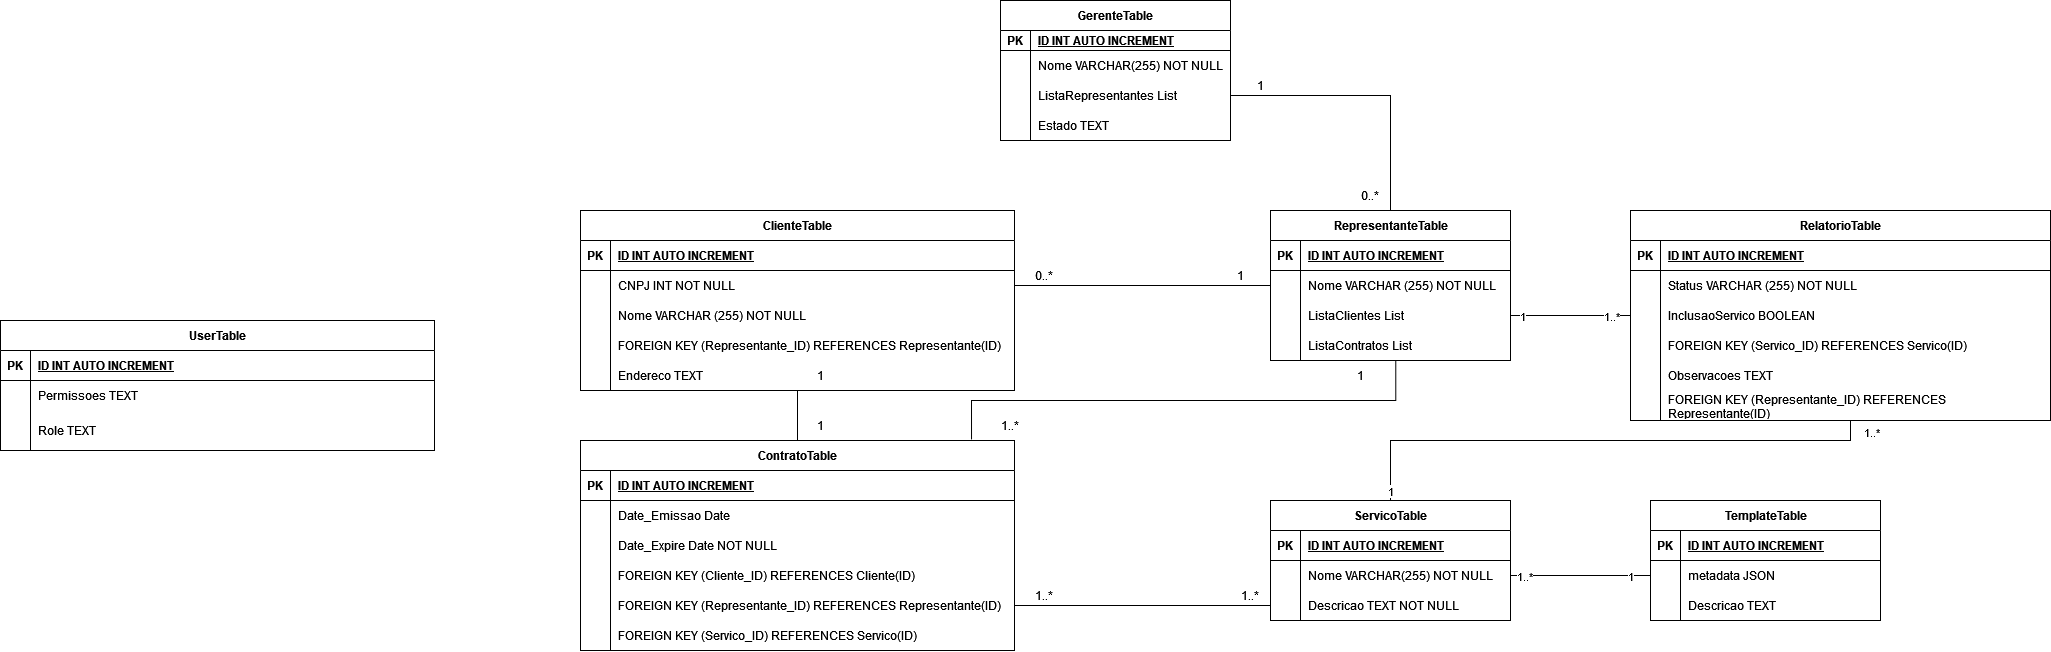 GerenteTable
PK ID INT AUTO INCREMENT
Nome VARCHAR(255) NOT NULL
ListaRepresentantes List
Estado TEXT
1
0..*
ClienteTable
PK ID INT AUTO INCREMENT
CNPJ INT NOT NULL
Nome VARCHAR (255) NOT NULL
FOREIGN KEY (Representante_ID) REFERENCES Representante(ID)
Endereco TEXT
0..*
1
RepresentanteTable
PK ID INT AUTO INCREMENT
Nome VARCHAR (255) NOT NULL
ListaClientes List
ListaContratos List
1
1..*
RelatorioTable
PK ID INT AUTO INCREMENT
Status VARCHAR (255) NOT NULL
InclusaoServico BOOLEAN
FOREIGN KEY (Servico_ID) REFERENCES Servico(ID)
Observacoes TEXT
FOREIGN KEY (Representante_ID) REFERENCES
Representante(ID)
UserTable
PK ID INT AUTO INCREMENT
Permissoes TEXT
Role TEXT
1
1
1
1..*
1..*
1
ContratoTable
PK ID INT AUTO INCREMENT
Date_Emissao Date
Date_Expire Date NOT NULL
FOREIGN KEY (Cliente_ID) REFERENCES Cliente(ID)
FOREIGN KEY (Representante_ID) REFERENCES Representante(ID)
FOREIGN KEY (Servico_ID) REFERENCES Servico(ID)
1..*
1..*
ServicoTable
PK ID INT AUTO INCREMENT
Nome VARCHAR(255) NOT NULL
Descricao TEXT NOT NULL
1..*
1
TemplateTable
PK ID INT AUTO INCREMENT
metadata JSON
Descricao TEXT